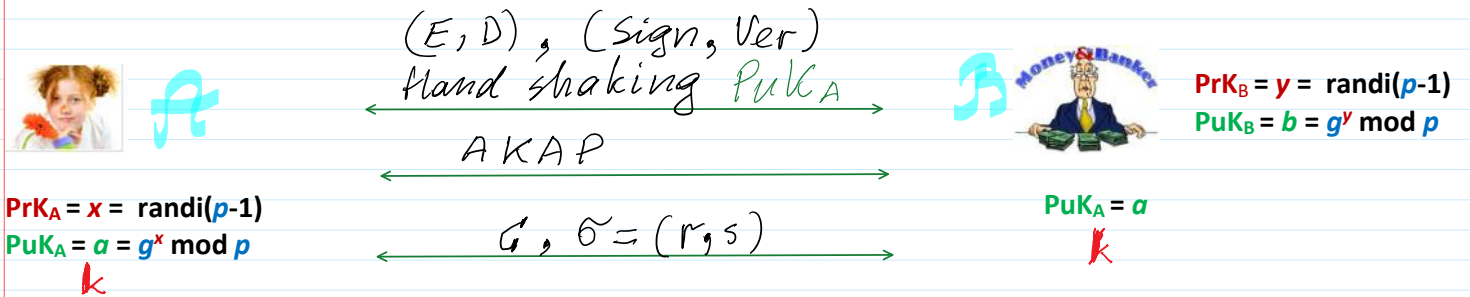 (E, D), (Sign, Ver)
Hand shaking PuK_A
A
B
Money&Banker
PrK_B = y = randi(p-1)
PuK_B = b = g^y mod p
AKAP
PrK_A = x = randi(p-1)
PuK_A = a = g^x mod p
k
, σ = (r, s)
PuK_A = a
k